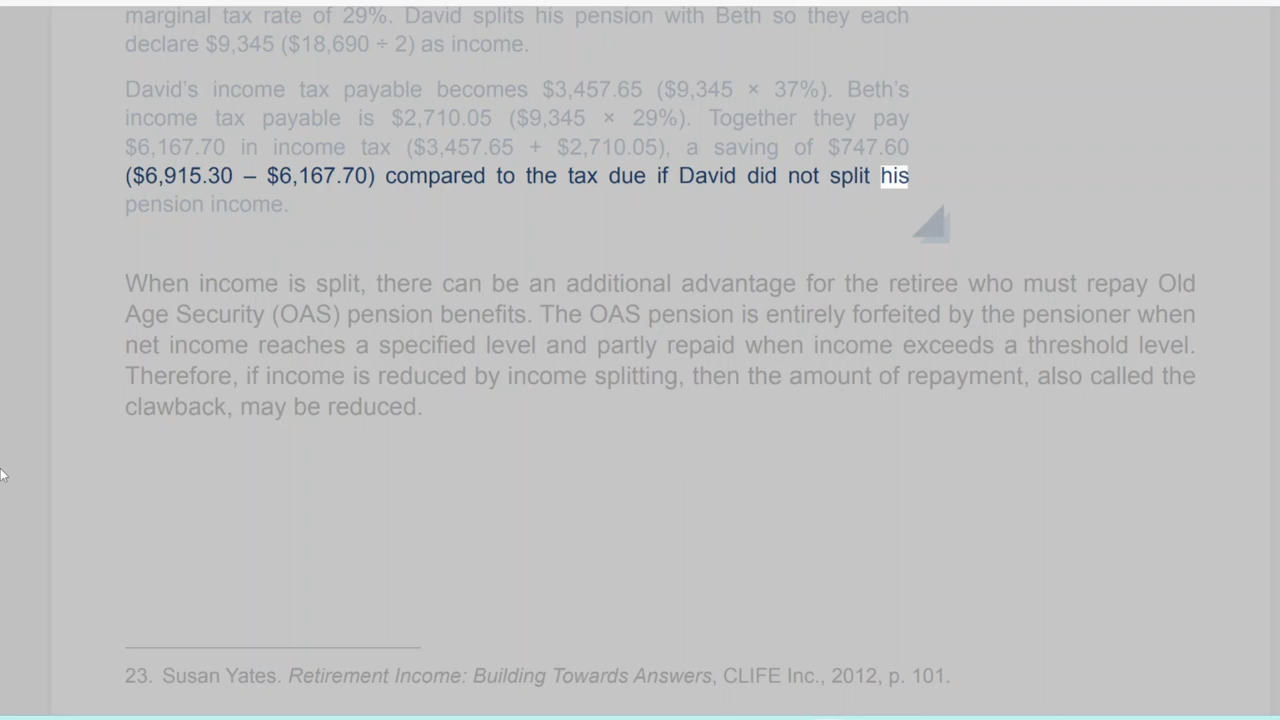 marginal tax rate of 29%. David splits his pension with Beth so they each
declare $9,345 ($18,690 ÷ 2) as income.
David’s income tax payable becomes $3,457.65 ($9,345 × 37%). Beth’s
income tax payable is $2,710.05 ($9,345 × 29%). Together they pay
$6,167.70 in income tax ($3,457.65 + $2,710.05), a saving of $747.60
($6,915.30 – $6,167.70) compared to the tax due if David did not split his
pension income.
When income is split, there can be an additional advantage for the retiree who must repay Old
Age Security (OAS) pension benefits. The OAS pension is entirely forfeited by the pensioner when
net income reaches a specified level and partly repaid when income exceeds a threshold level.
Therefore, if income is reduced by income splitting, then the amount of repayment, also called the
clawback, may be reduced.
23. Susan Yates. Retirement Income: Building Towards Answers, CLIFE Inc., 2012, p. 101.